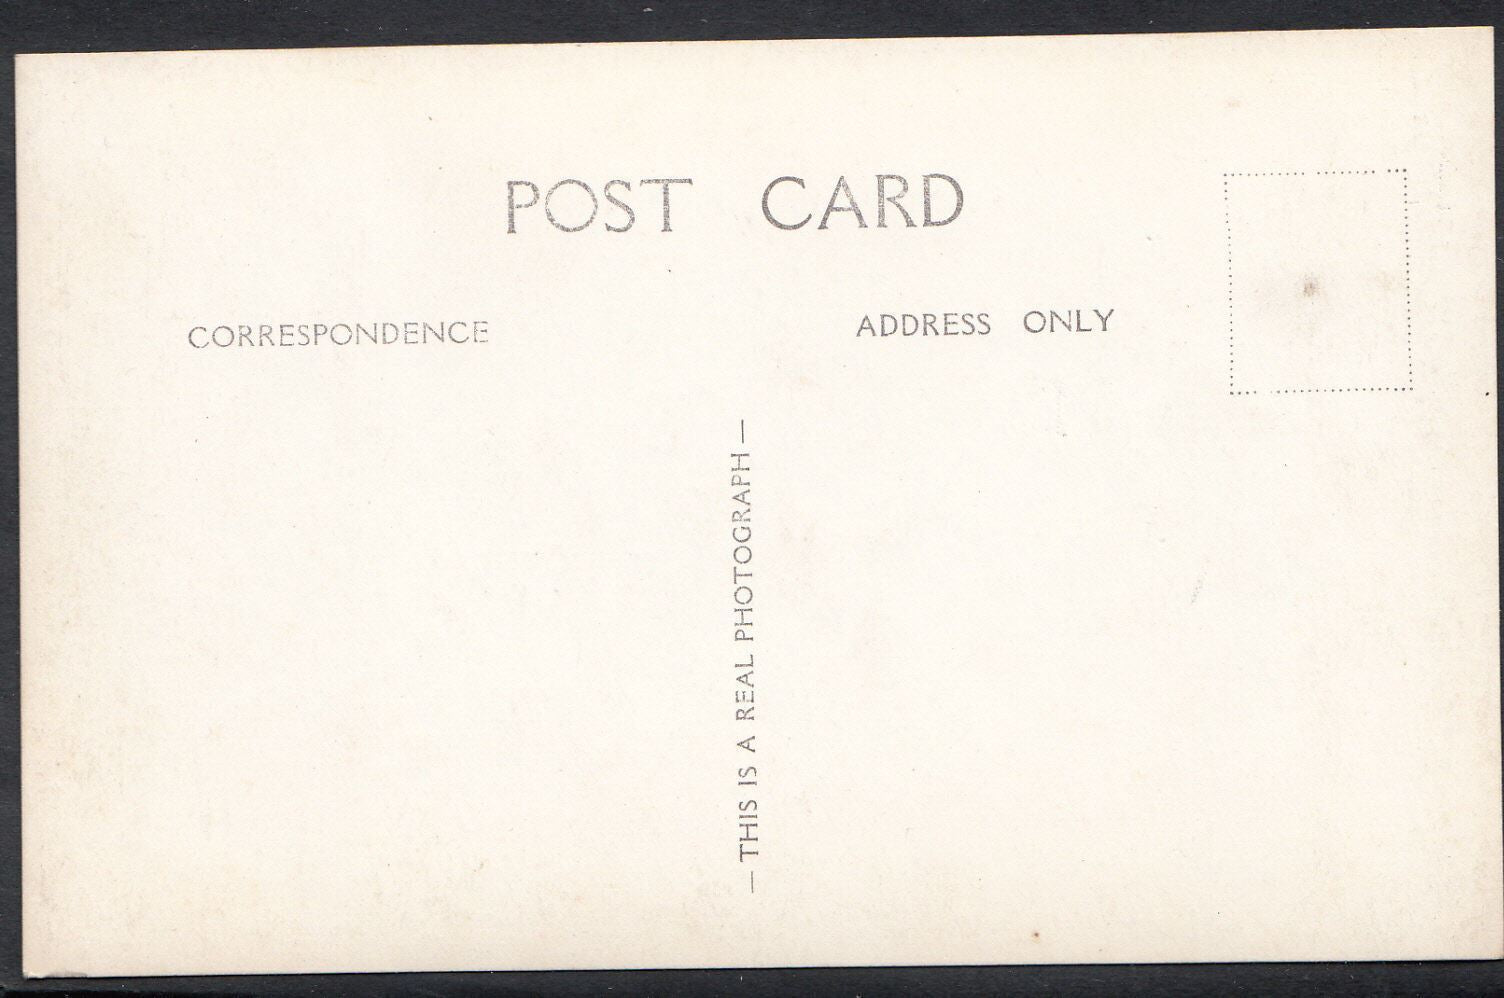 POST CARD
CORRESPONDENCE
ADDRESS ONLY
— THIS IS A REAL PHOTOGRAPH —